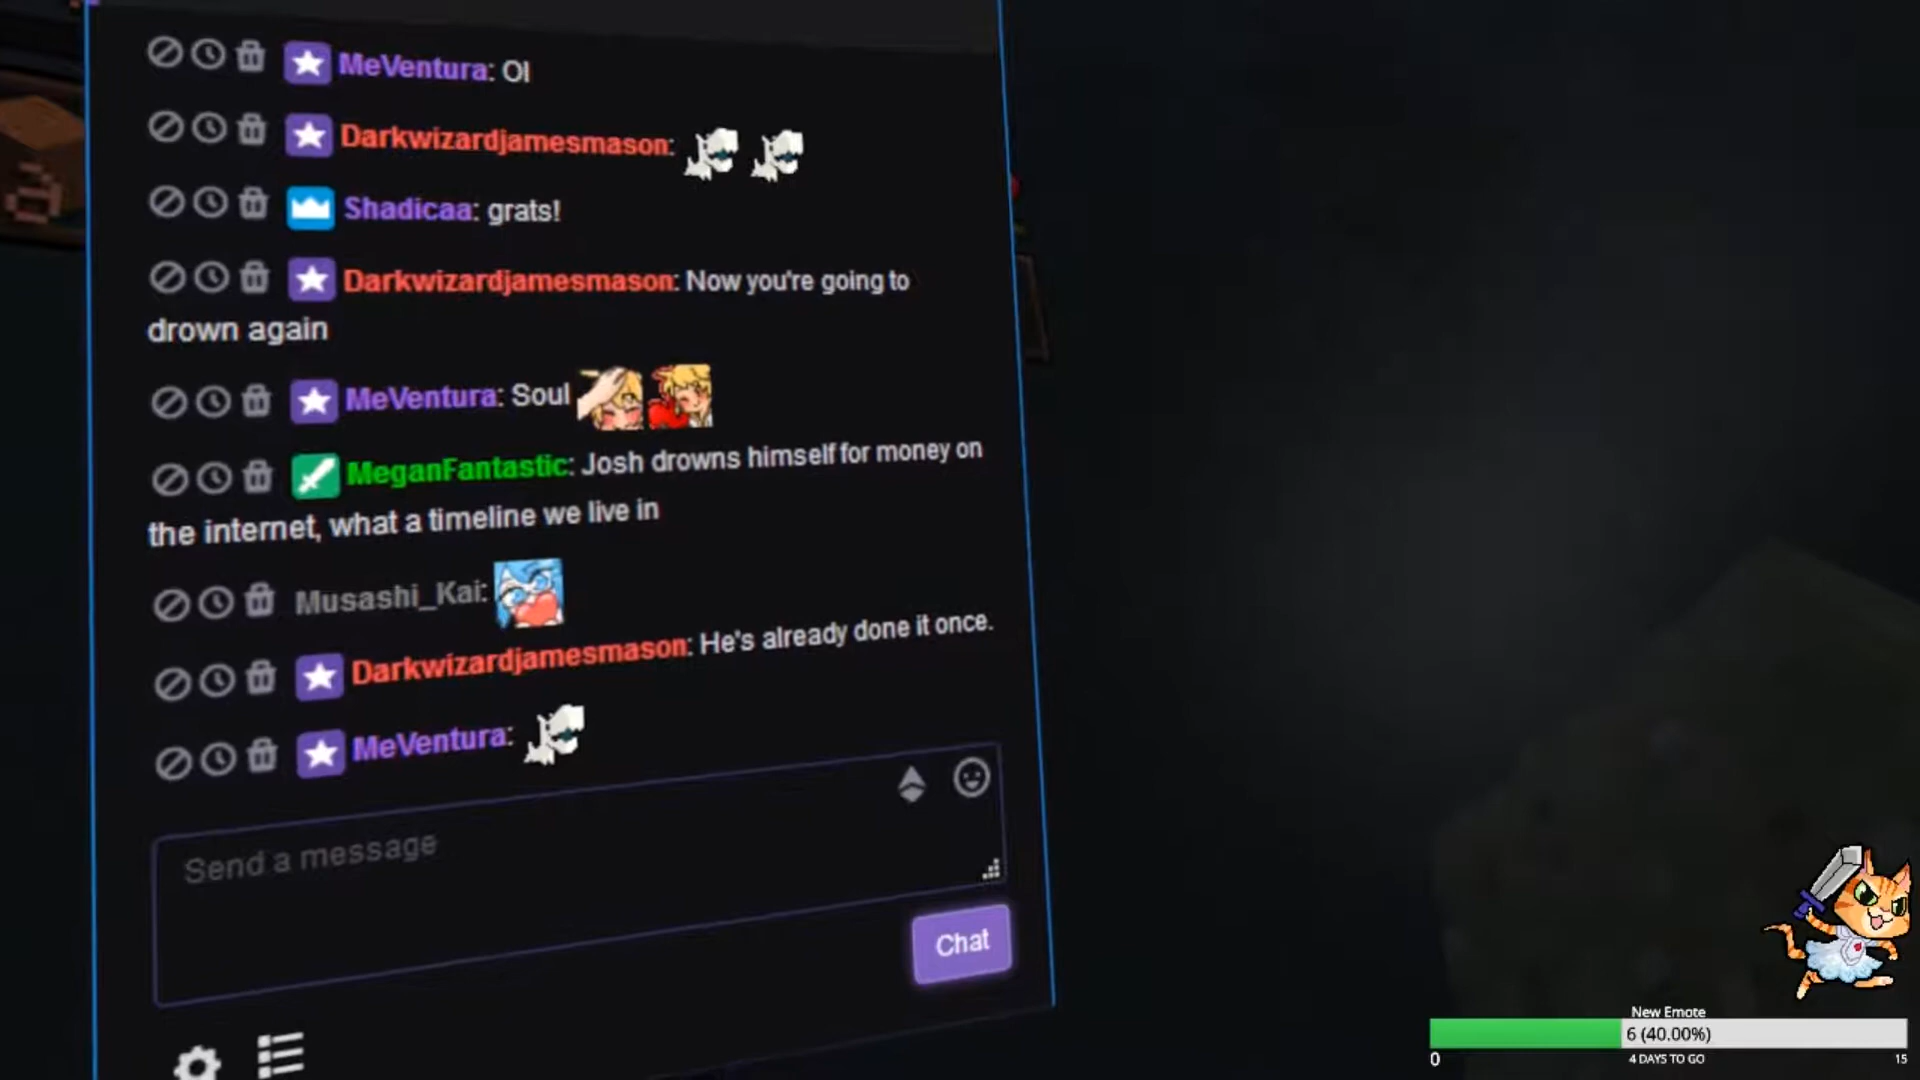 MeVentura: OI
Darkwizardjamesmason:
Shadicaa: grats!
Darkwizardjamesmason: Now you're going to
drown again
MeVentura: Soul
MeganFantastic: Josh drowns himself for money on
the internet, what a timeline we live in
Musashi_Kai:
Darkwizardjamesmason: He's already done it once.
MeVentura:
Send a message
Chat
New Emote
6 (40.00%)
0
4 DAYS TO GO
15